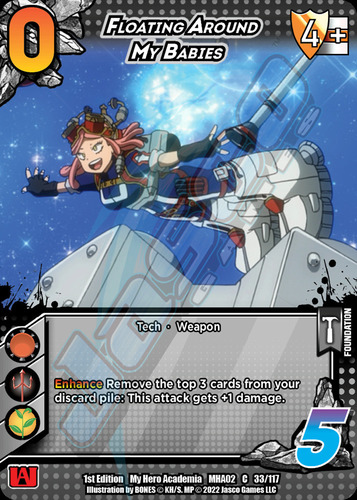 0
FLOATING AROUND
MY BABIES
4+
Tech · Weapon
FOUNDATION
Enhance Remove the top 3 cards from your
discard pile: This attack gets +1 damage.
5
1st Edition My Hero Academia MHA02 C 33/117
Illustration by BONES © KH/S. MP © 2022 Jasco Games LLC